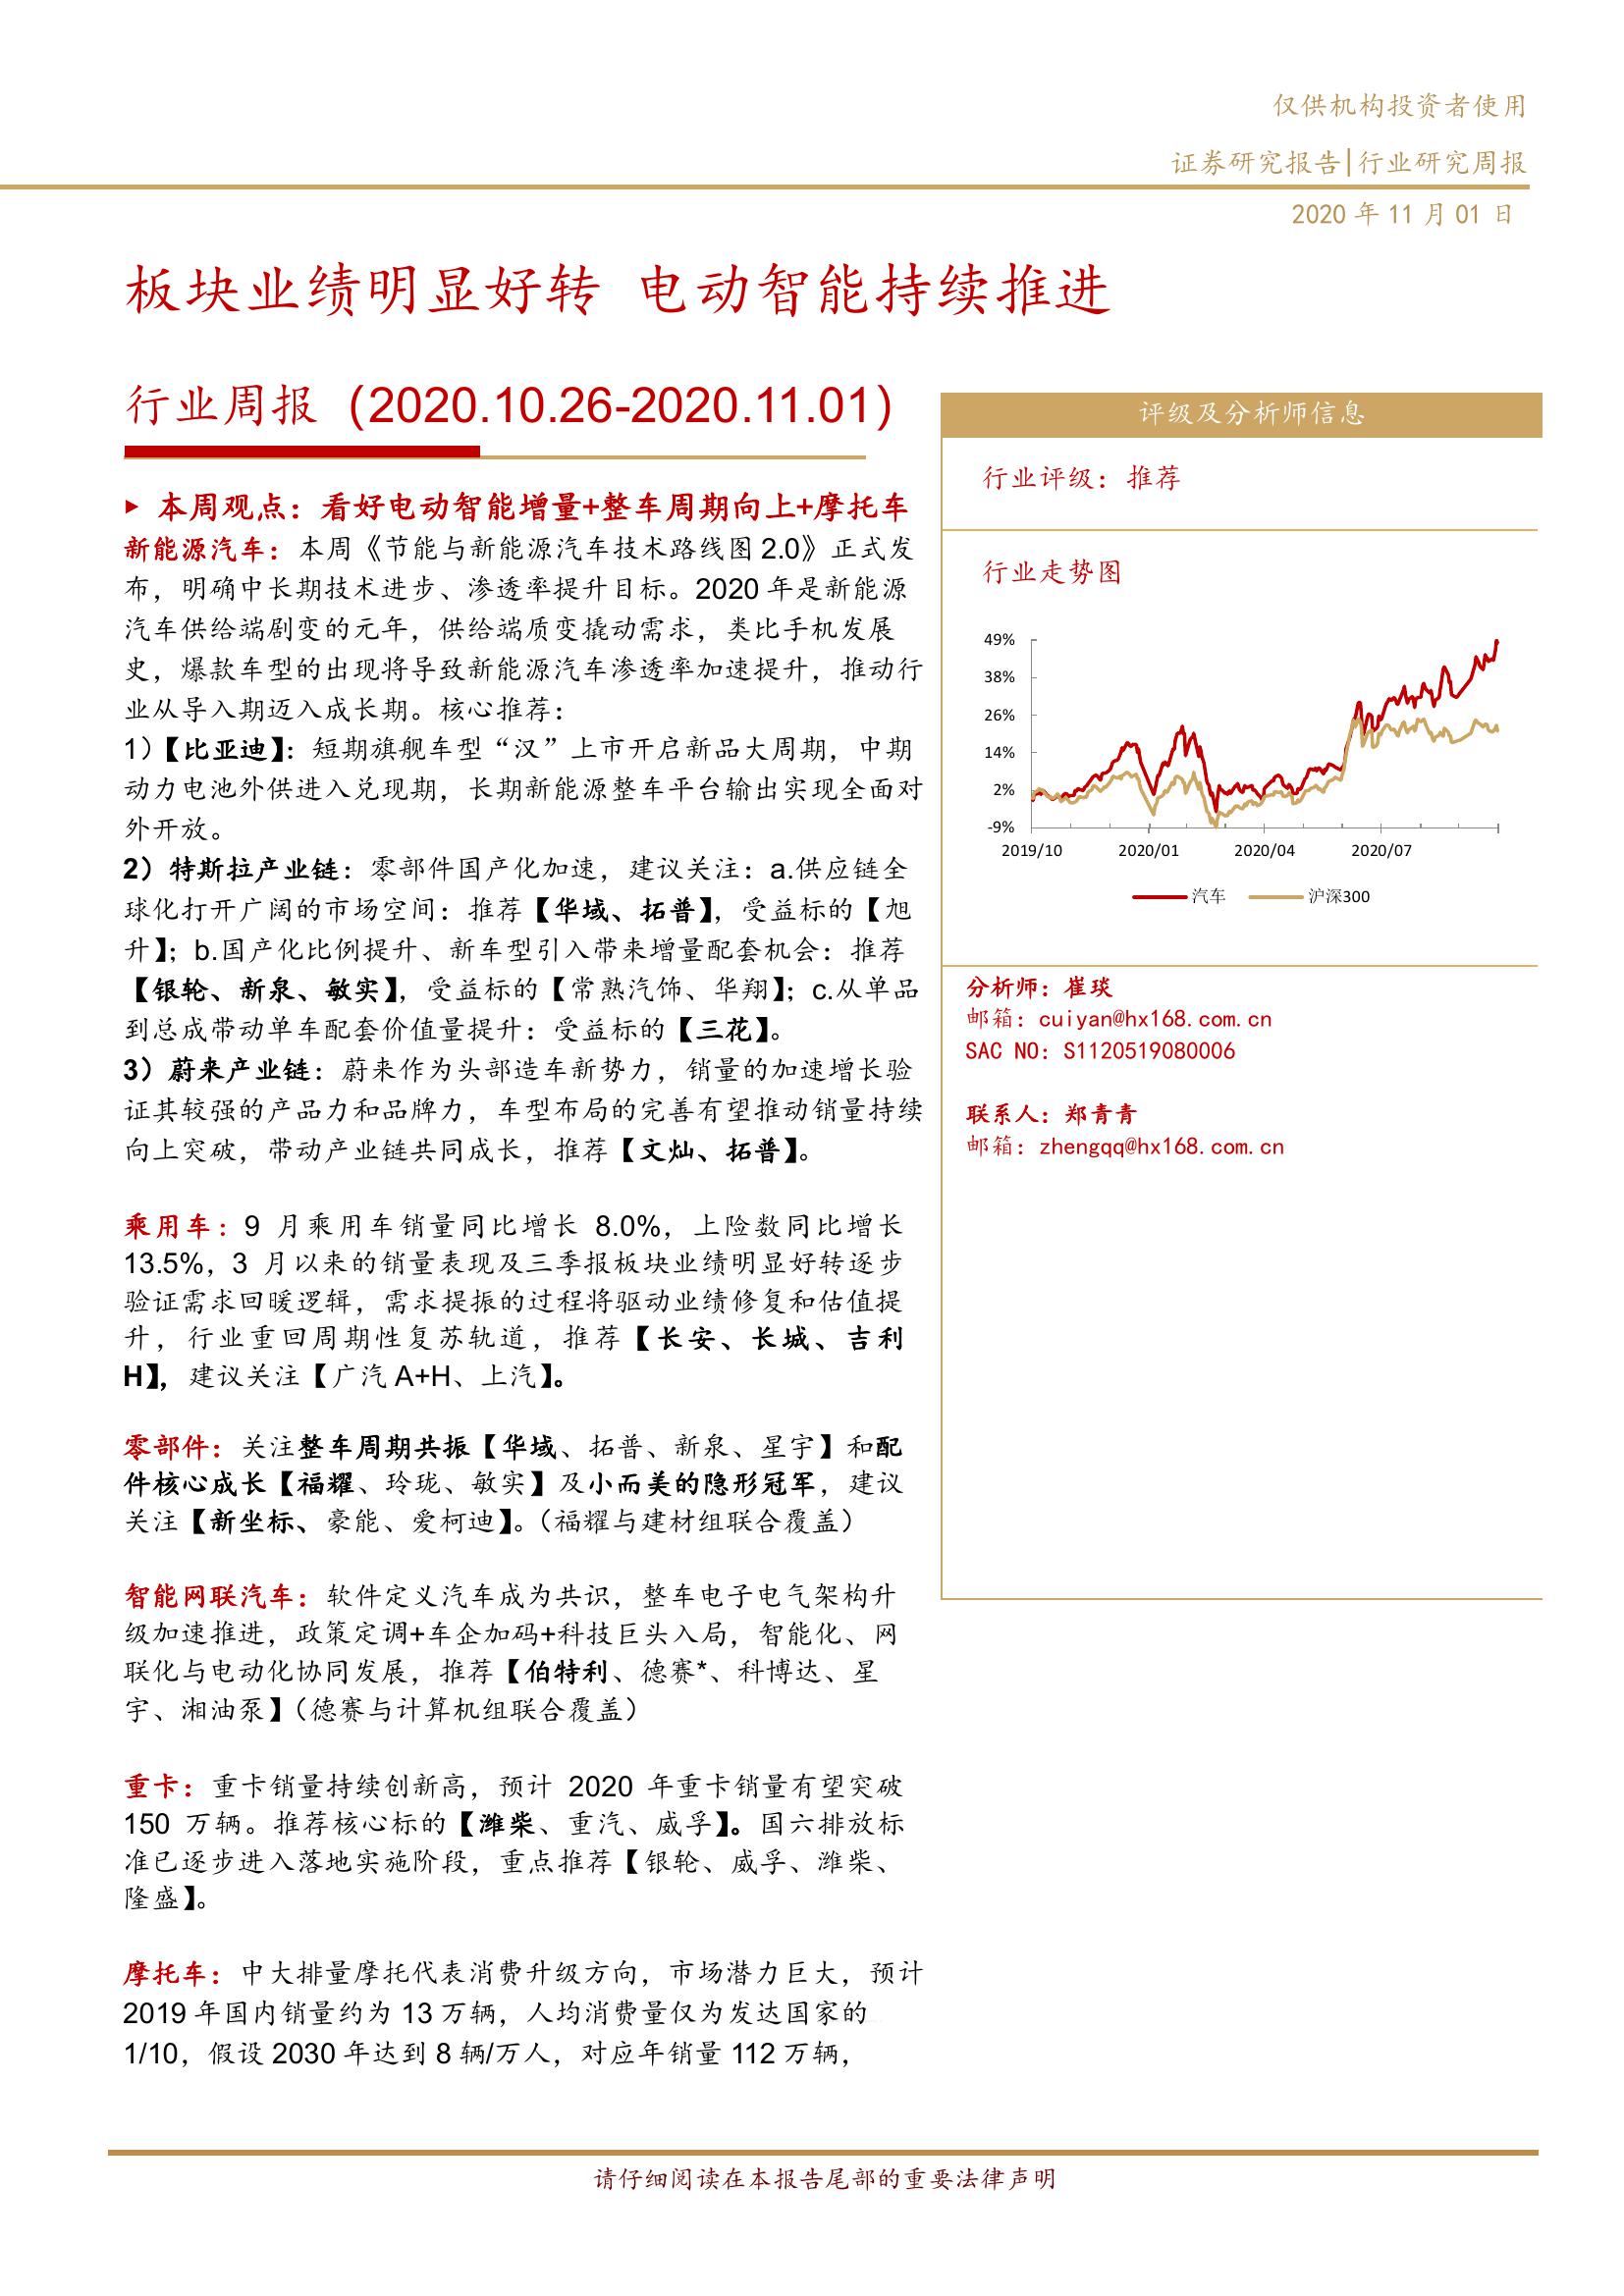 仅供机构投资者使用
证券研究报告|行业研究周报
2020 年 11 月 01 日
板块业绩明显好转 电动智能持续推进
行业周报（2020.10.26-2020.11.01）
► 本周观点：看好电动智能增量+整车周期向上+摩托车
新能源汽车：本周《节能与新能源汽车技术路线图 2.0》正式发
布，明确中长期技术进步、渗透率提升目标。2020 年是新能源
汽车供给端剧变的元年，供给端质变撬动需求，类比手机发展
史，爆款车型的出现将导致新能源汽车渗透率加速提升，推动行
业从导入期迈入成长期。核心推荐：
1）【比亚迪】：短期旗舰车型“汉”上市开启新品大周期，中期
动力电池外供进入兑现期，长期新能源整车平台输出实现全面对
外开放。
2）特斯拉产业链：零部件国产化加速，建议关注：a.供应链全
球化打开广阔的市场空间：推荐【华域、拓普】，受益标的【旭
升】；b.国产化比例提升、新车型引入带来增量配套机会：推荐
【银轮、新泉、敏实】，受益标的【常熟汽饰、华翔】；c.从单品
到总成带动单车配套价值量提升：受益标的【三花】。
3）蔚来产业链：蔚来作为头部造车新势力，销量的加速增长验
证其较强的产品力和品牌力，车型布局的完善有望推动销量持续
向上突破，带动产业链共同成长，推荐【文灿、拓普】。
乘用车：9 月乘用车销量同比增长 8.0%，上险数同比增长
13.5%，3 月以来的销量表现及三季报板块业绩明显好转逐步
验证需求回暖逻辑，需求提振的过程将驱动业绩修复和估值提
升，行业重回周期性复苏轨道，推荐【长安、长城、吉利
H】，建议关注【广汽 A+H、上汽】。
零部件：关注整车周期共振【华域、拓普、新泉、星宇】和配
件核心成长【福耀、玲珑、敏实】及小而美的隐形冠军，建议
关注【新坐标、豪能、爱柯迪】。（福耀与建材组联合覆盖）
智能网联汽车：软件定义汽车成为共识，整车电子电气架构升
级加速推进，政策定调+车企加码+科技巨头入局，智能化、网
联化与电动化协同发展，推荐【伯特利、德赛*、科博达、星
宇、湘油泵】（德赛与计算机组联合覆盖）
重卡：重卡销量持续创新高，预计 2020 年重卡销量有望突破
150 万辆。推荐核心标的【潍柴、重汽、威孚】。国六排放标
准已逐步进入落地实施阶段，重点推荐【银轮、威孚、潍柴、
隆盛】。
摩托车：中大排量摩托代表消费升级方向，市场潜力巨大，预计
2019 年国内销量约为 13 万辆，人均消费量仅为发达国家的
1/10，假设 2030 年达到 8 辆/万人，对应年销量 112 万辆，
评级及分析师信息
行业评级：推荐
行业走势图
49%
38%
26%
14%
2%
-9%
2019/10 2020/01 2020/04 2020/07
汽车 沪深300
分析师：崔琰
邮箱：cuiyan@hx168.com.cn
SAC NO：S1120519080006
联系人：郑青青
邮箱：zhengqq@hx168.com.cn
请仔细阅读在本报告尾部的重要法律声明